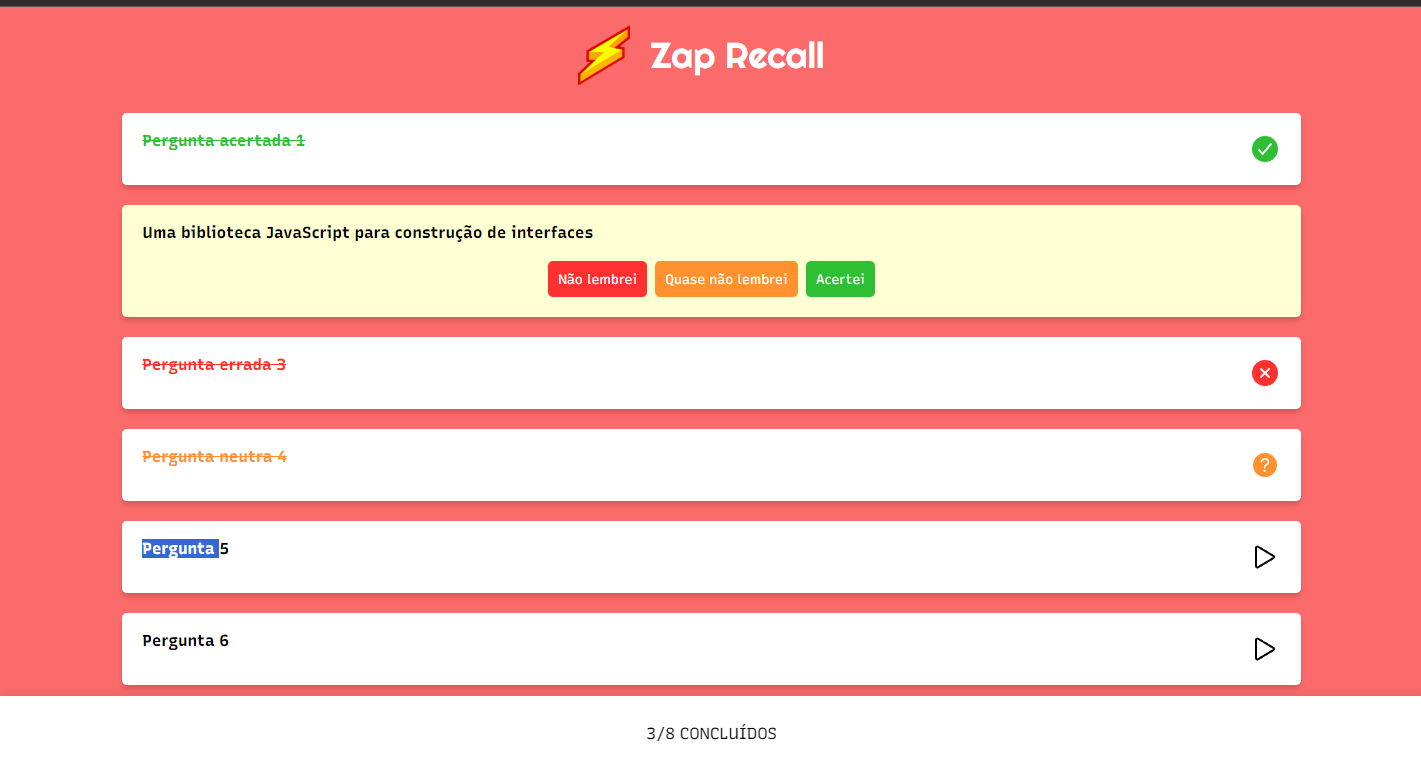 Zap Recall
Pergunta acertada 1
Uma biblioteca JavaScript para construção de interfaces
Não lembrei Quase não lembrei Acertei
Pergunta errada 3
Pergunta neutra 4
Pergunta 5
Pergunta 6
3/8 CONCLUÍDOS